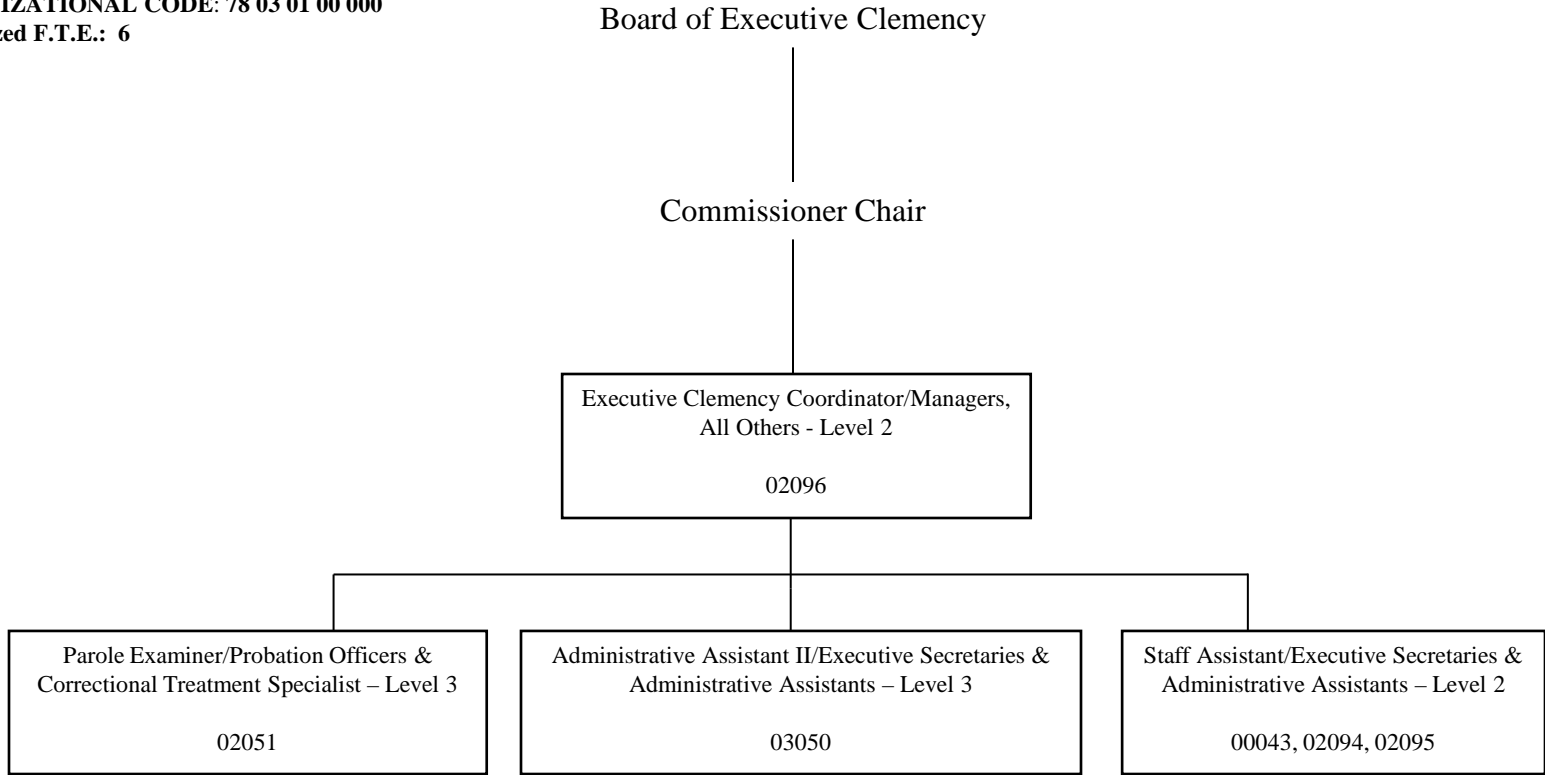 IZATIONAL CODE: 78 03 01 00 000
zed F.T.E.: 6
Board of Executive Clemency
Commissioner Chair
Executive Clemency Coordinator/Managers,
All Others - Level 2
02096
Parole Examiner/Probation Officers &
Correctional Treatment Specialist – Level 3
02051
Administrative Assistant II/Executive Secretaries &
Administrative Assistants – Level 3
03050
Staff Assistant/Executive Secretaries &
Administrative Assistants – Level 2
00043, 02094, 02095